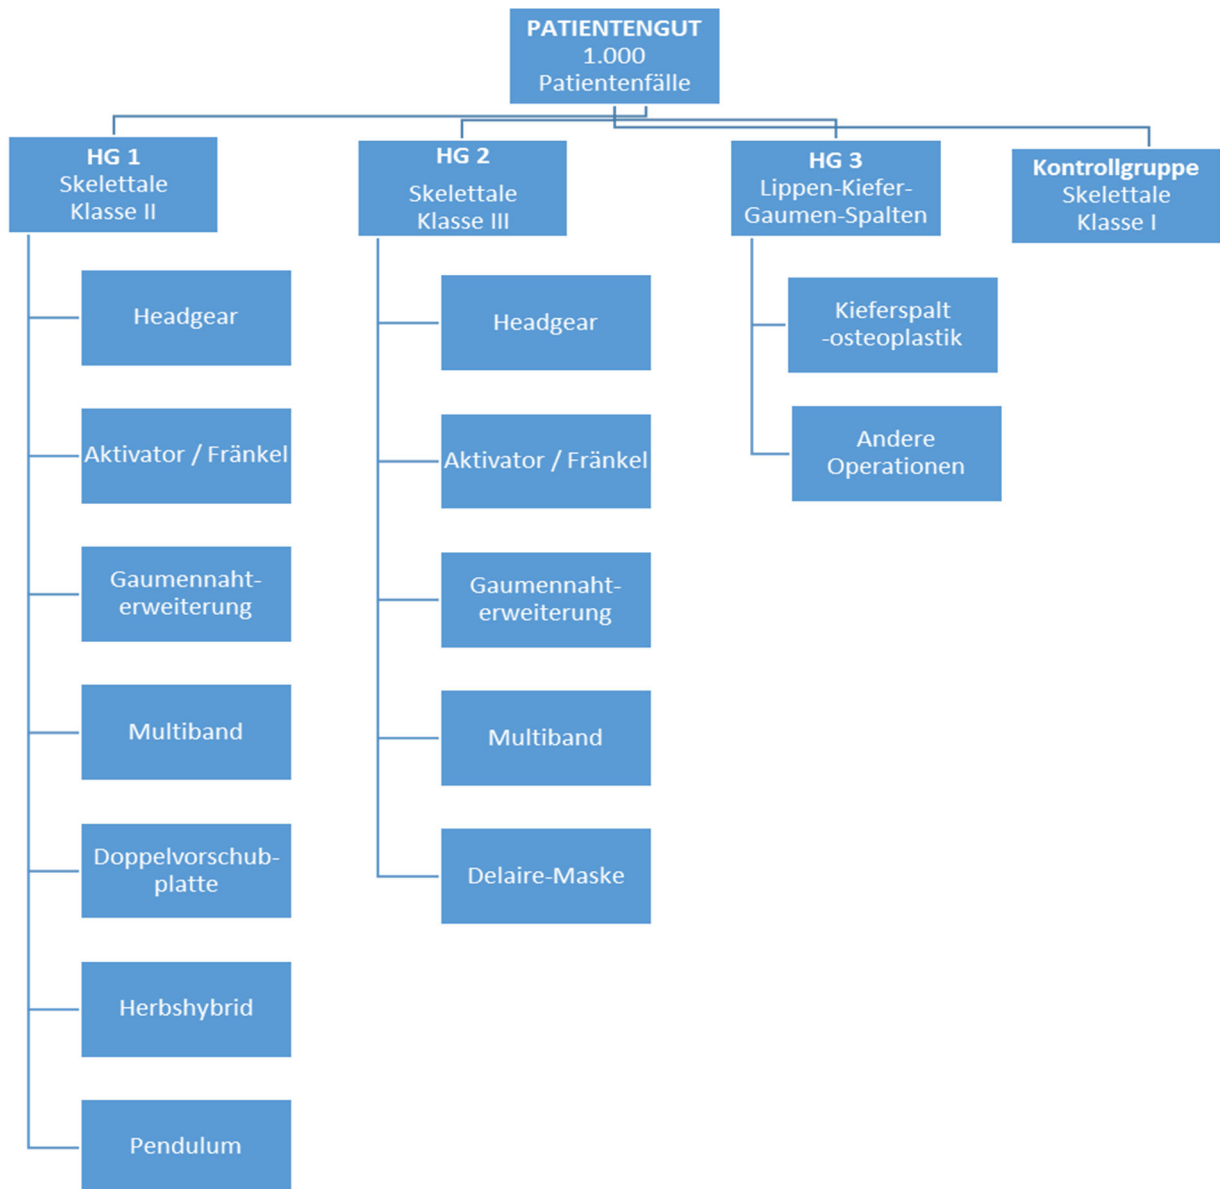 PATIENTENGUT
1.000
Patientenfälle
HG 1
Skelettale
Klasse II
Headgear
Aktivator / Fränkel
Gaumennaht-
erweiterung
Multiband
Doppelvorschub-
platte
Herbshybrid
Pendulum
HG 2
Skelettale
Klasse III
Headgear
Aktivator / Fränkel
Gaumennaht-
erweiterung
Multiband
Delaire-Maske
HG 3
Lippen-Kiefer-
Gaumen-Spalten
Kieferspalt
-osteoplastik
Andere
Operationen
Kontrollgruppe
Skelettale
Klasse I